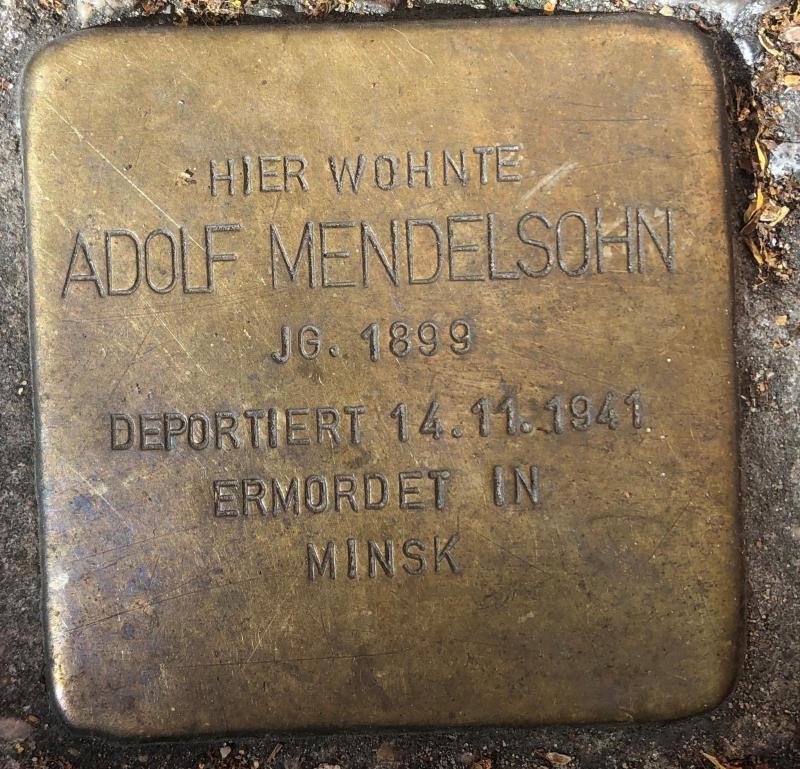 HIER WOHNTE
ADOLF MENDELSOHN
JG. 1899
DEPORTIERT 14.11.1941
ERMORDET IN
MINSK